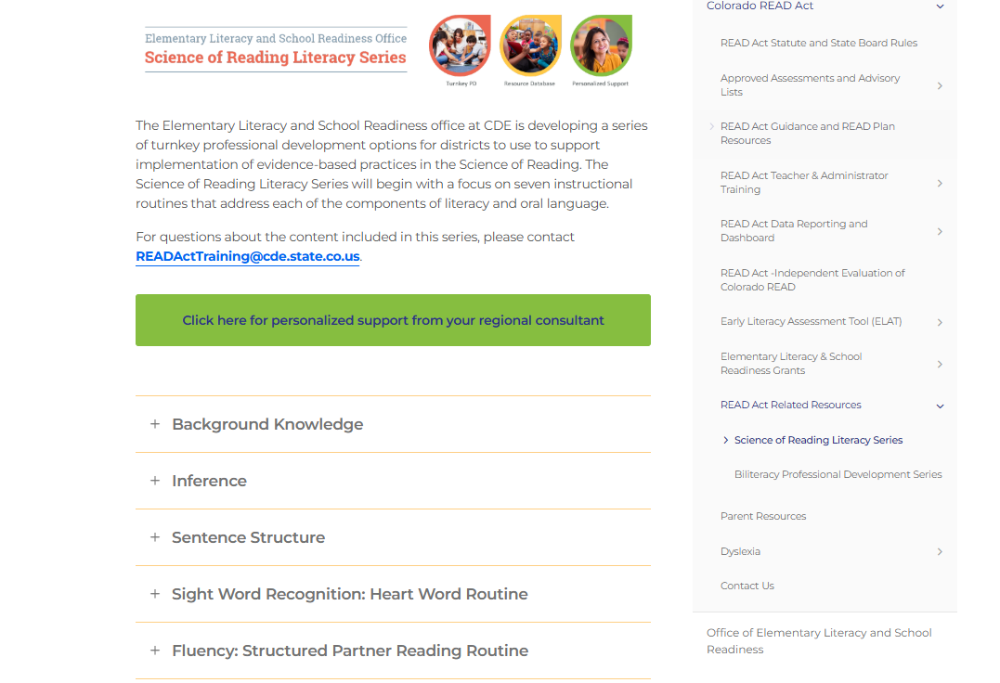 Elementary Literacy and School Readiness Office
Science of Reading Literacy Series
Turnkey PD
Resource Database
Personalized Support
The Elementary Literacy and School Readiness office at CDE is developing a series
of turnkey professional development options for districts to use to support
implementation of evidence-based practices in the Science of Reading. The
Science of Reading Literacy Series will begin with a focus on seven instructional
routines that address each of the components of literacy and oral language.
For questions about the content included in this series, please contact
READActTraining@cde.state.co.us.
Click here for personalized support from your regional consultant
+ Background Knowledge
+ Inference
+ Sentence Structure
+ Sight Word Recognition: Heart Word Routine
+ Fluency: Structured Partner Reading Routine
Colorado READ Act
READ Act Statute and State Board Rules
Approved Assessments and Advisory
Lists
READ Act Guidance and READ Plan
Resources
READ Act Teacher & Administrator
Training
READ Act Data Reporting and
Dashboard
READ Act -Independent Evaluation of
Colorado READ
Early Literacy Assessment Tool (ELAT)
Elementary Literacy & School
Readiness Grants
READ Act Related Resources
Science of Reading Literacy Series
Biliteracy Professional Development Series
Parent Resources
Dyslexia
Contact Us
Office of Elementary Literacy and School
Readiness